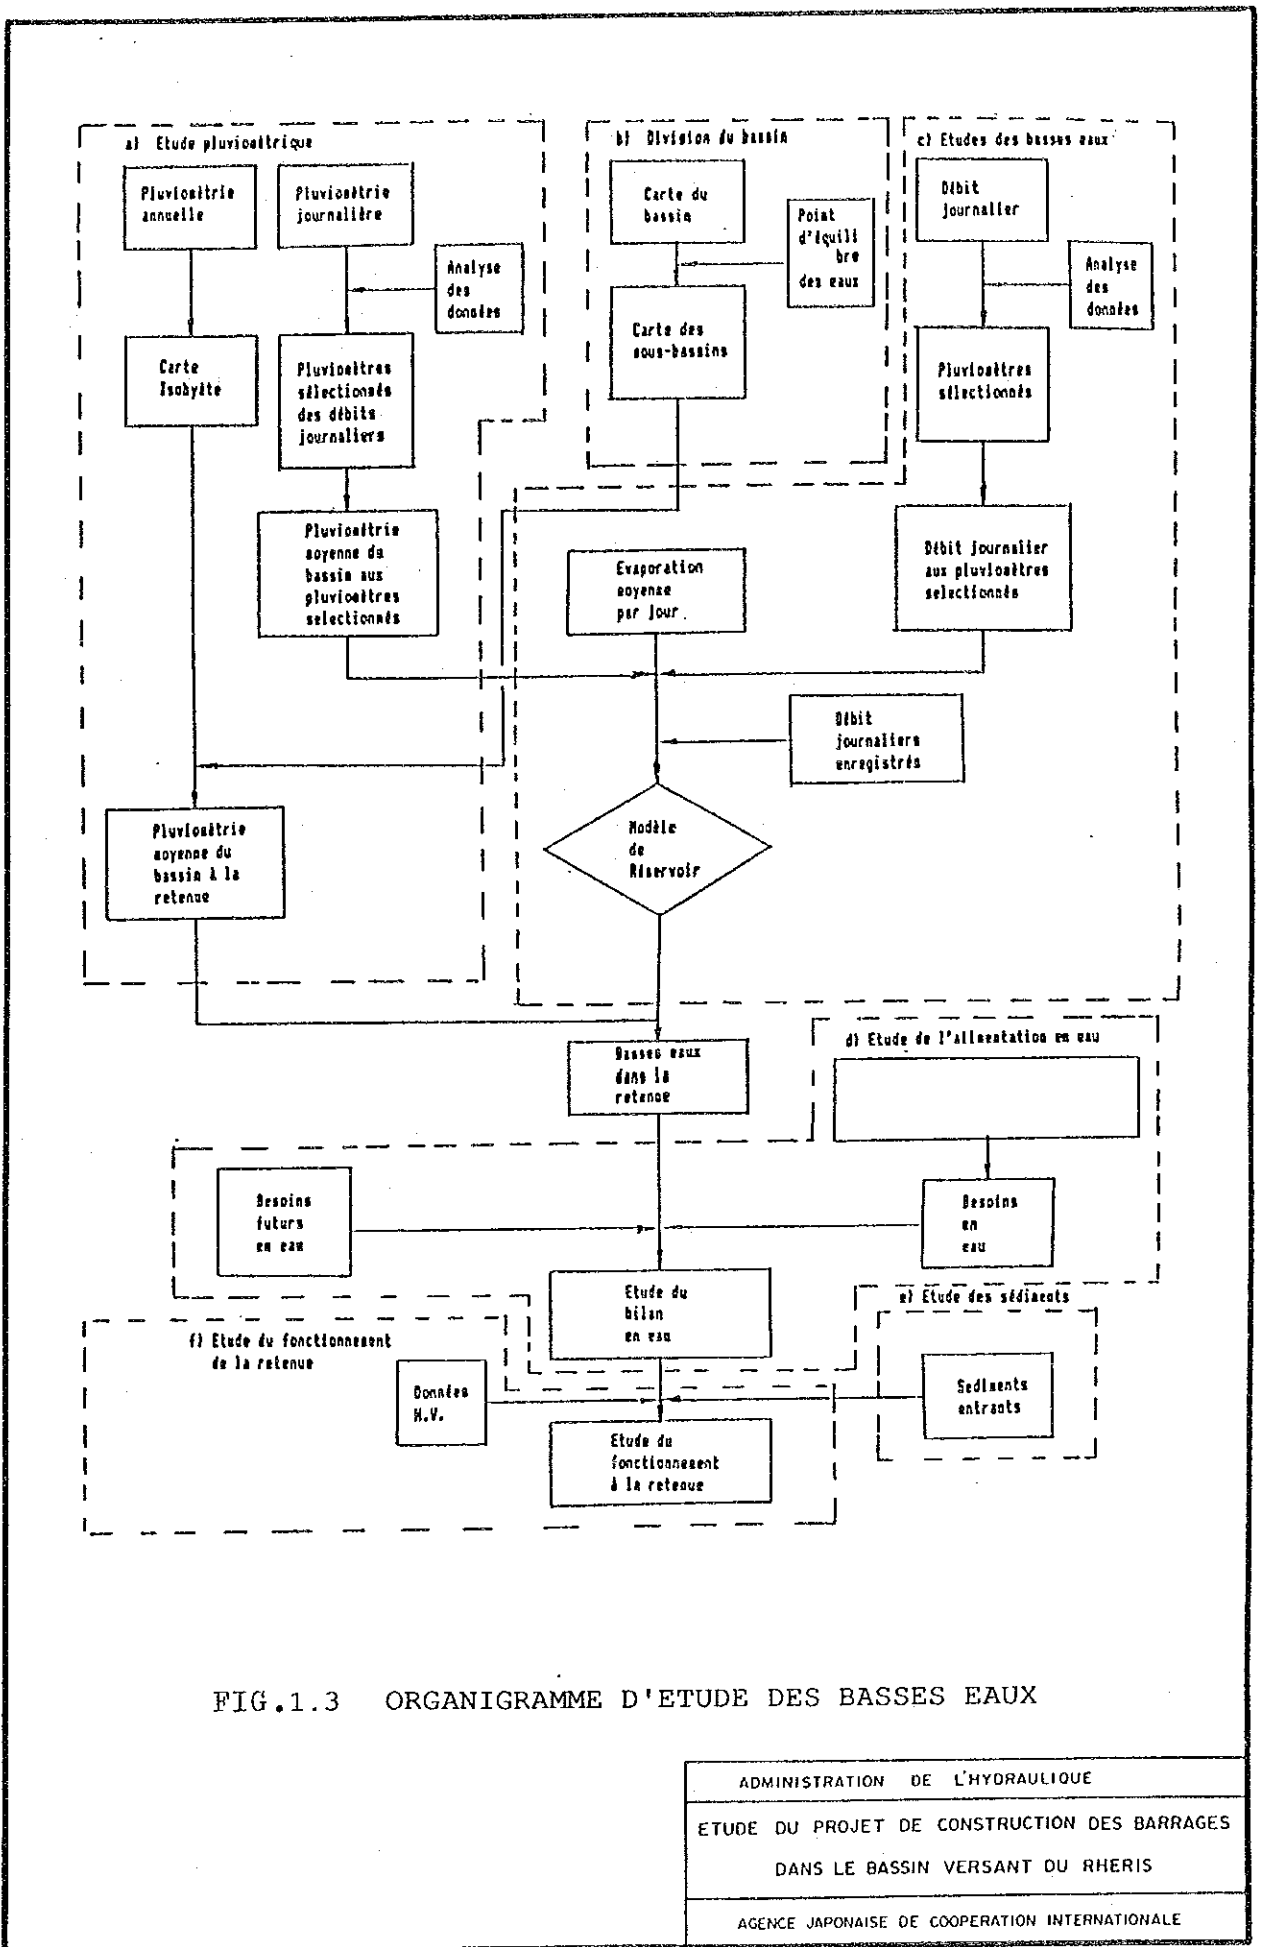 a) Etude pluviométrique
Pluviométrie
annuelle
Pluviométrie
journalière
Analyse
des
données
Carte
Isohyète
Pluviomètres
sélectionnés
des débits
journaliers
Pluviométrie
moyenne du
bassin aux
pluviomètres
selectionnés
Pluviométrie
moyenne du
bassin à la
retenue
b) Division du bassin
Carte du
bassin
Point
d'équili
bre
des eaux
Carte des
sous-bassins
c) Etudes des basses eaux
Débit
journalier
Analyse
des
données
Pluviomètres
sélectionnés
Débit journalier
aux pluviomètres
selectionnés
Evaporation
moyenne
par jour
Débit
journaliers
enregistrés
Modèle
de
Réservoir
Basses eaux
dans la
retenue
d) Etude de l'alimentation en eau
Besoins
futurs
en eau
Besoins
en
eau
Etude du
bilan
en eau
e) Etude des sédiments
Sediments
entrants
f) Etude du fonctionnement
de la retenue
Données
H.V.
Etude du
fonctionnement
à la retenue
FIG.1.3 ORGANIGRAMME D'ETUDE DES BASSES EAUX
ADMINISTRATION DE L'HYDRAULIQUE
ETUDE DU PROJET DE CONSTRUCTION DES BARRAGES
DANS LE BASSIN VERSANT DU RHERIS
AGENCE JAPONAISE DE COOPERATION INTERNATIONALE